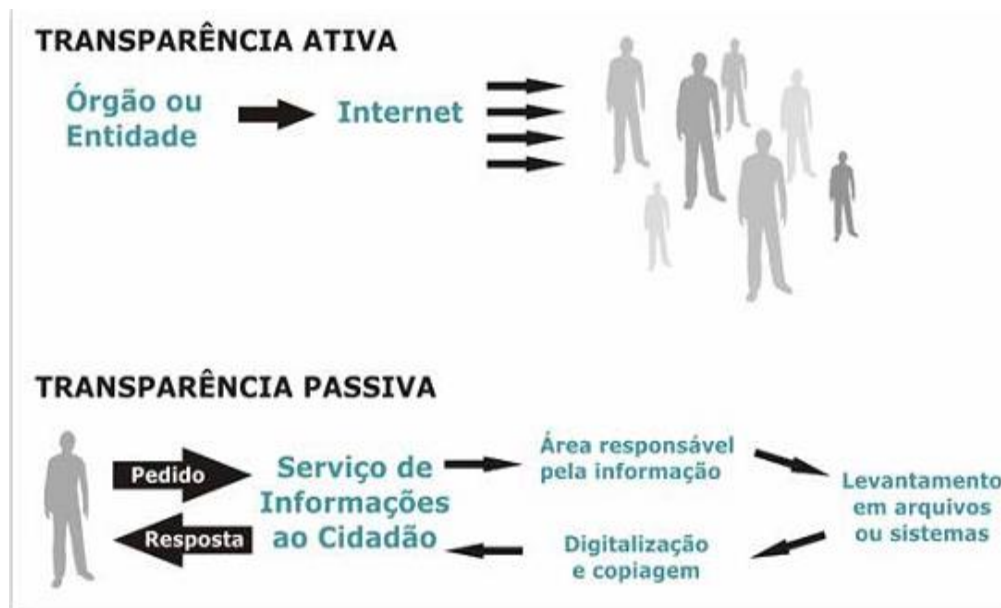 TRANSPARÊNCIA ATIVA
Órgão ou
Entidade
Internet
TRANSPARÊNCIA PASSIVA
Pedido
Resposta
Serviço de
Informações
ao Cidadão
Área responsável
pela informação
Levantamento
em arquivos
ou sistemas
Digitalização
e copiagem